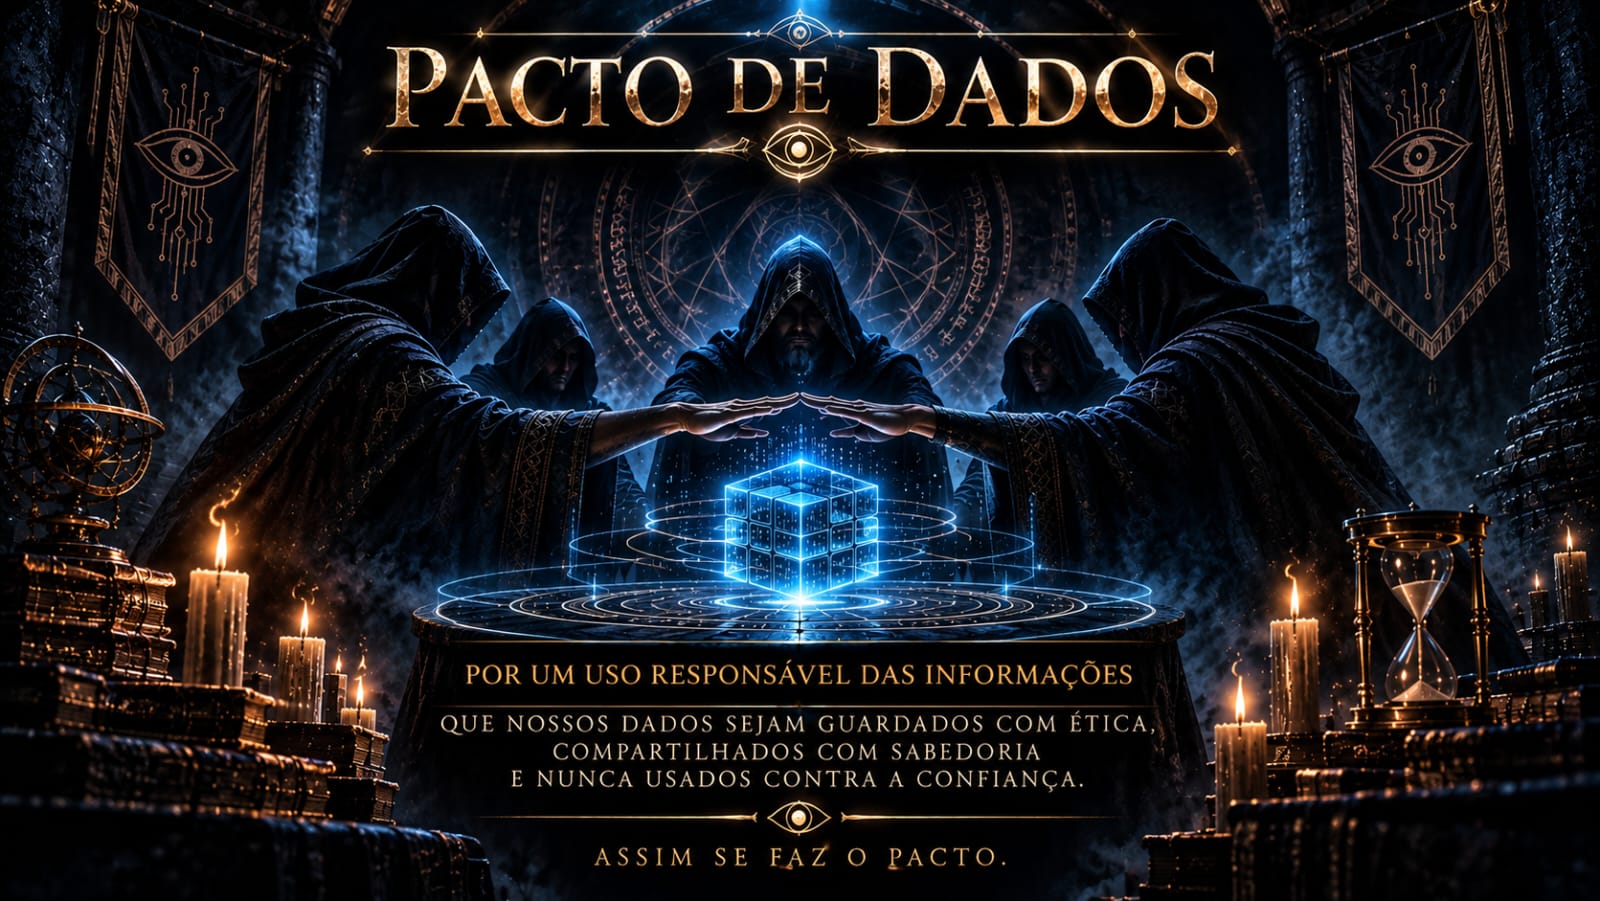 PACTO DE DADOS
POR UM USO RESPONSÁVEL DAS INFORMAÇÕES
QUE NOSSOS DADOS SEJAM GUARDADOS COM ÉTICA,
COMPARTILHADOS COM SABEDORIA
E NUNCA USADOS CONTRA A CONFIANÇA.
ASSIM SE FAZ O PACTO.